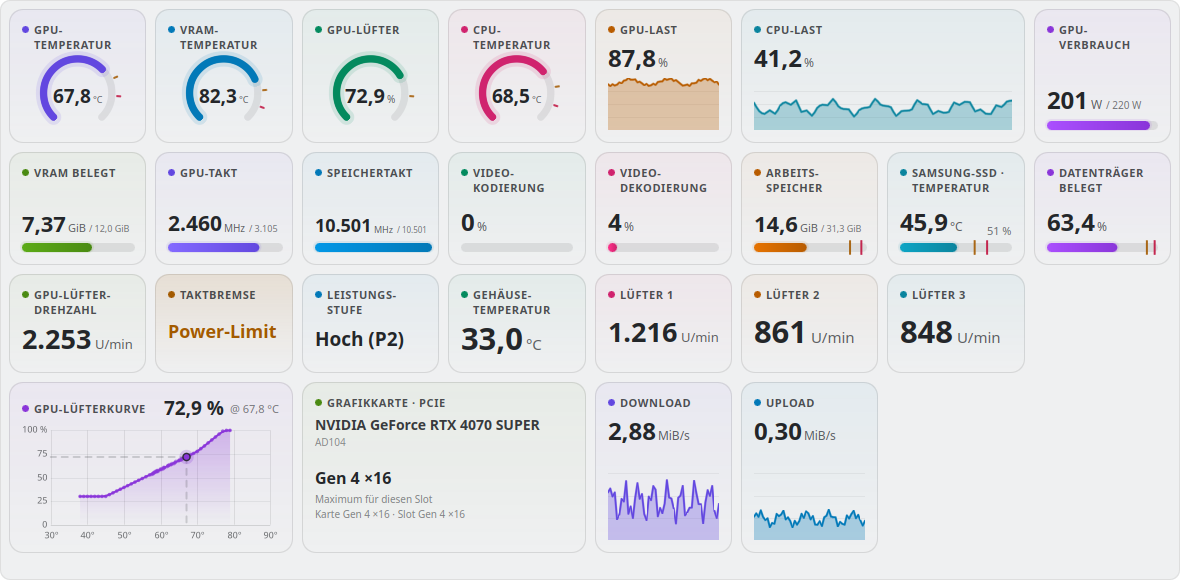 GPU-
TEMPERATUR
67,8 °C
VRAM-
TEMPERATUR
82,3 °C
GPU-LÜFTER
72,9 %
CPU-
TEMPERATUR
68,5 °C
GPU-LAST
87,8 %
CPU-LAST
41,2 %
GPU-
VERBRAUCH
201 W / 220 W
VRAM BELEGT
7,37 GiB / 12,0 GiB
GPU-TAKT
2.460 MHz / 3.105
SPEICHERTAKT
10.501 MHz / 10.501
VIDEO-
KODIERUNG
0 %
VIDEO-
DEKODIERUNG
4 %
ARBEITS-
SPEICHER
14,6 GiB / 31,3 GiB
SAMSUNG-SSD ·
TEMPERATUR
45,9 °C 51 %
DATENTRÄGER
BELEGT
63,4 %
GPU-LÜFTER-
DREHZAHL
2.253 U/min
TAKTBREMSE
Power-Limit
LEISTUNGS-
STUFE
Hoch (P2)
GEHÄUSE-
TEMPERATUR
33,0 °C
LÜFTER 1
1.216 U/min
LÜFTER 2
861 U/min
LÜFTER 3
848 U/min
GPU-LÜFTERKURVE 72,9 % @ 67,8 °C
100 %
75
50
25
0
30° 40° 50° 60° 70° 80° 90°
GRAFIKKARTE · PCIE
NVIDIA GeForce RTX 4070 SUPER
AD104
Gen 4 ×16
Maximum für diesen Slot
Karte Gen 4 ×16 · Slot Gen 4 ×16
DOWNLOAD
2,88 MiB/s
UPLOAD
0,30 MiB/s